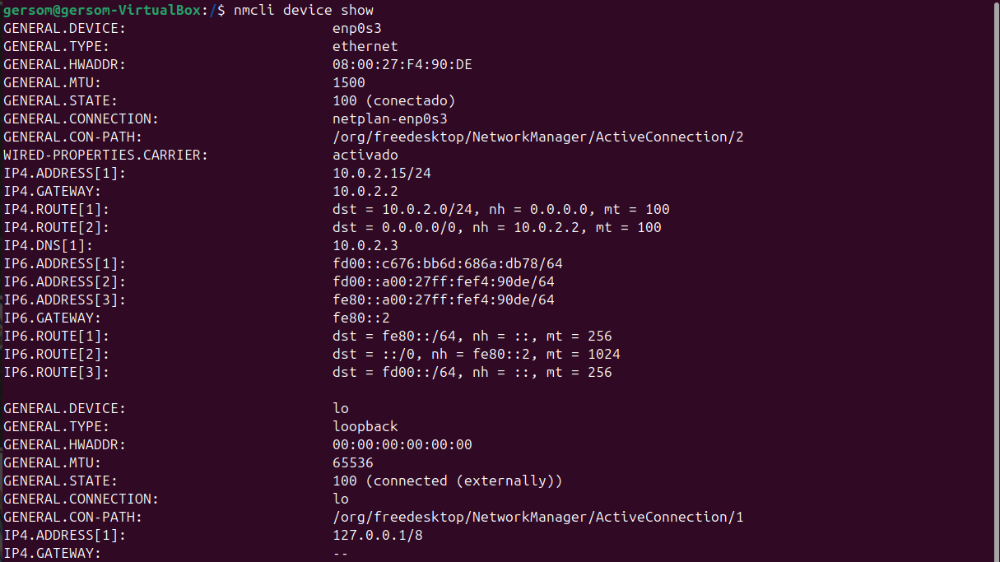 gersom@gersom-VirtualBox:/$ nmcli device show
GENERAL.DEVICE: enp0s3
GENERAL.TYPE: ethernet
GENERAL.HWADDR: 08:00:27:F4:90:DE
GENERAL.MTU: 1500
GENERAL.STATE: 100 (conectado)
GENERAL.CONNECTION: netplan-enp0s3
GENERAL.CON-PATH: /org/freedesktop/NetworkManager/ActiveConnection/2
WIRED-PROPERTIES.CARRIER: activado
IP4.ADDRESS[1]: 10.0.2.15/24
IP4.GATEWAY: 10.0.2.2
IP4.ROUTE[1]: dst = 10.0.2.0/24, nh = 0.0.0.0, mt = 100
IP4.ROUTE[2]: dst = 0.0.0.0/0, nh = 10.0.2.2, mt = 100
IP4.DNS[1]: 10.0.2.3
IP6.ADDRESS[1]: fd00::c676:bb6d:686a:db78/64
IP6.ADDRESS[2]: fd00::a00:27ff:fef4:90de/64
IP6.ADDRESS[3]: fe80::a00:27ff:fef4:90de/64
IP6.GATEWAY: fe80::2
IP6.ROUTE[1]: dst = fe80::/64, nh = ::, mt = 256
IP6.ROUTE[2]: dst = ::/0, nh = fe80::2, mt = 1024
IP6.ROUTE[3]: dst = fd00::/64, nh = ::, mt = 256
GENERAL.DEVICE: lo
GENERAL.TYPE: loopback
GENERAL.HWADDR: 00:00:00:00:00:00
GENERAL.MTU: 65536
GENERAL.STATE: 100 (connected (externally))
GENERAL.CONNECTION: lo
GENERAL.CON-PATH: /org/freedesktop/NetworkManager/ActiveConnection/1
IP4.ADDRESS[1]: 127.0.0.1/8
IP4.GATEWAY: --